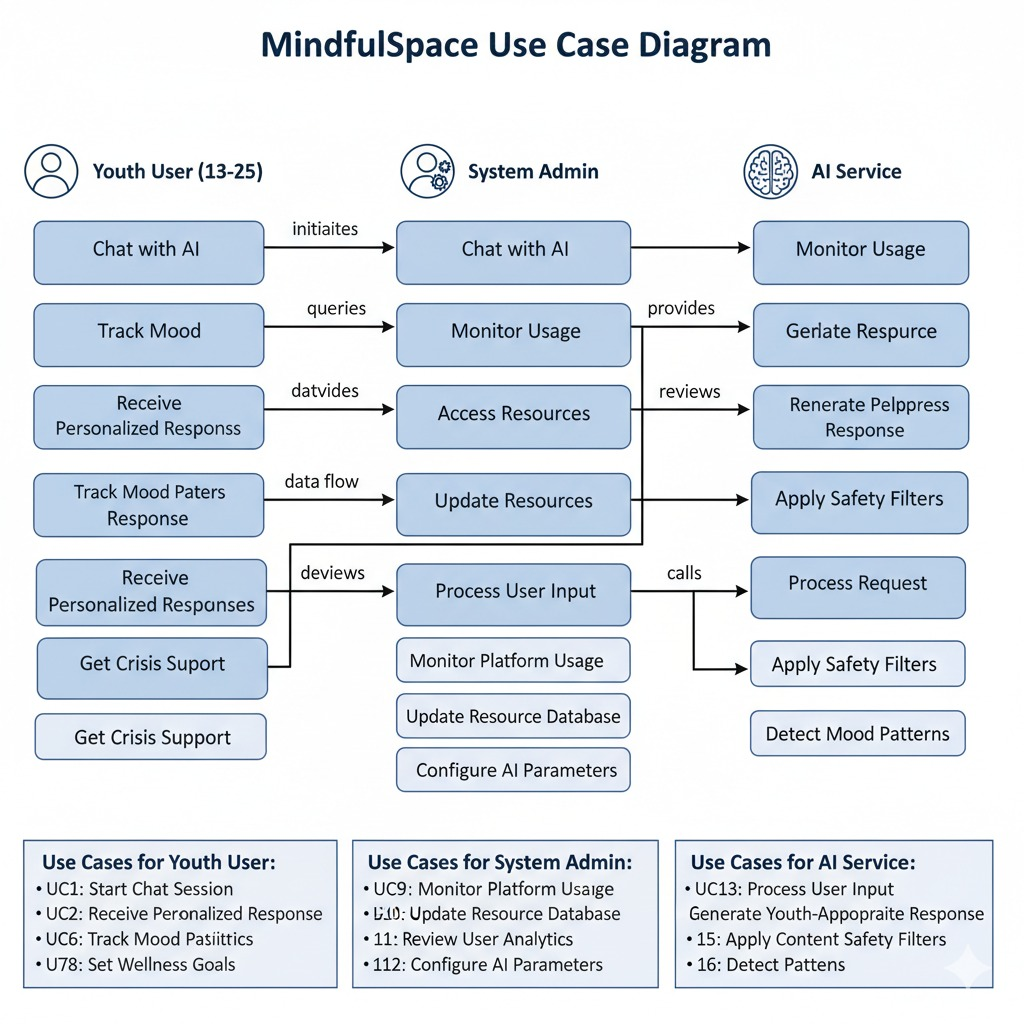 MindfulSpace Use Case Diagram
Youth User (13-25)
System Admin
AI Service
Chat with AI
initiaites
Chat with AI
Monitor Usage
Track Mood
queries
Monitor Usage
provides
Gerlate Respurce
Receive
Personalized Responss
datvides
Access Resources
reviews
Renerate Pelppress
Response
Track Mood Paters
Response
data flow
Update Resources
Apply Safety Filters
Receive
Personalized Responses
deviews
Process User Input
calls
Process Request
Get Crisis Suport
Monitor Platform Usage
Apply Safety Filters
Get Crisis Support
Update Resource Database
Detect Mood Patterns
Configure AI Parameters
Use Cases for Youth User:
• UC1: Start Chat Session
• UC2: Receive Peronalized Response
• UC6: Track Mood Pasiitics
• U78: Set Wellness Goals
Use Cases for System Admin:
• UC9: Monitor Platform Usaıge
• Update Resource Database
• 11: Review User Analytics
• 112: Configure AI Parameters
Use Cases for AI Service:
• UC13: Process User Input
Generate Youth-Appopraite Response
• 15: Apply Content Safety Filters
• 16: Detect Pattens